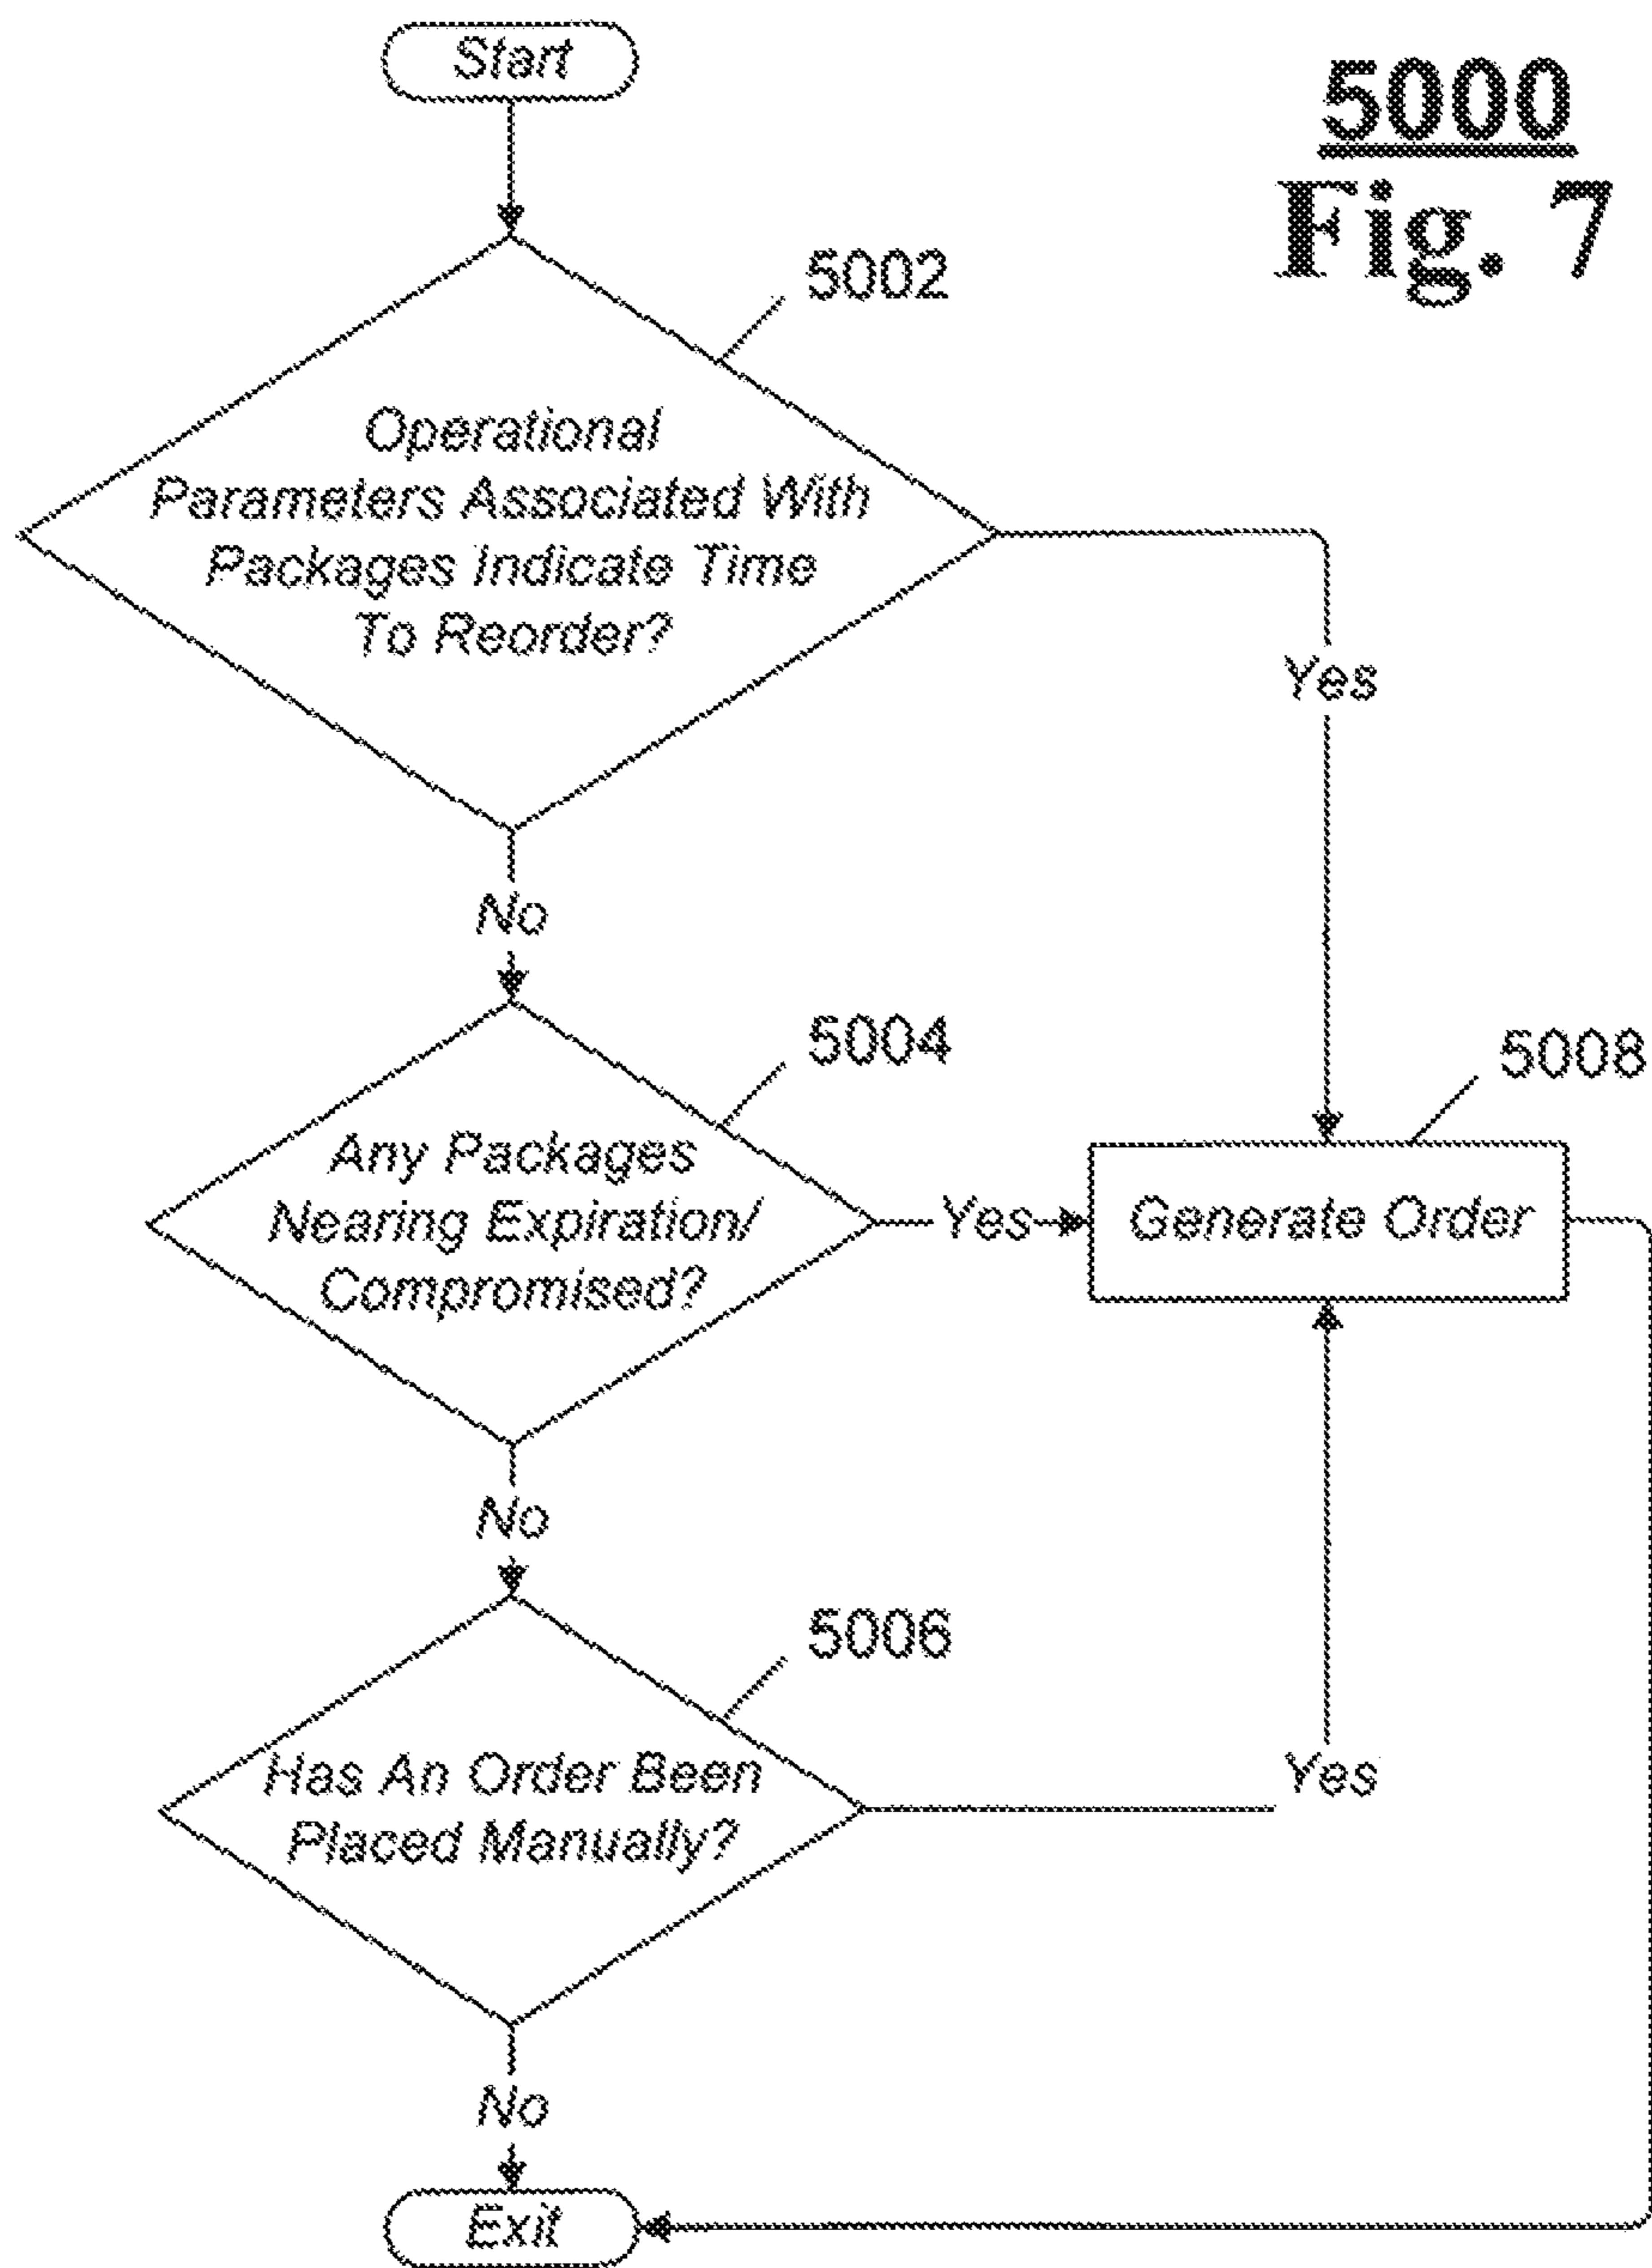 Start
5000
Fig. 7
5002
Operational
Parameters Associated With
Packages Indicate Time
To Reorder?
Yes
No
5004
5008
Any Packages
Nearing Expiration/
Compromised?
Yes
Generate Order
No
5006
Has An Order Been
Placed Manually?
Yes
No
Exit